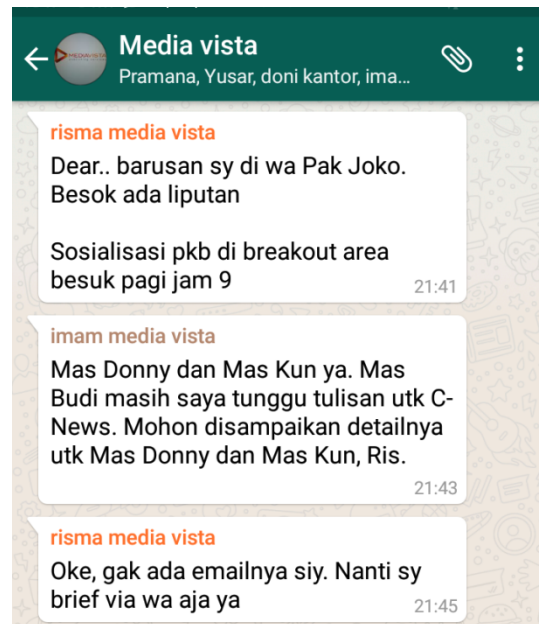 Media vista
Pramana, Yusar, doni kantor, ima...
risma media vista
Dear.. barusan sy di wa Pak Joko.
Besok ada liputan
Sosialisasi pkb di breakout area
besuk pagi jam 9
21:41
imam media vista
Mas Donny dan Mas Kun ya. Mas
Budi masih saya tunggu tulisan utk C-
News. Mohon disampaikan detailnya
utk Mas Donny dan Mas Kun, Ris.
21:43
risma media vista
Oke, gak ada emailnya siy. Nanti sy
brief via wa aja ya
21:45